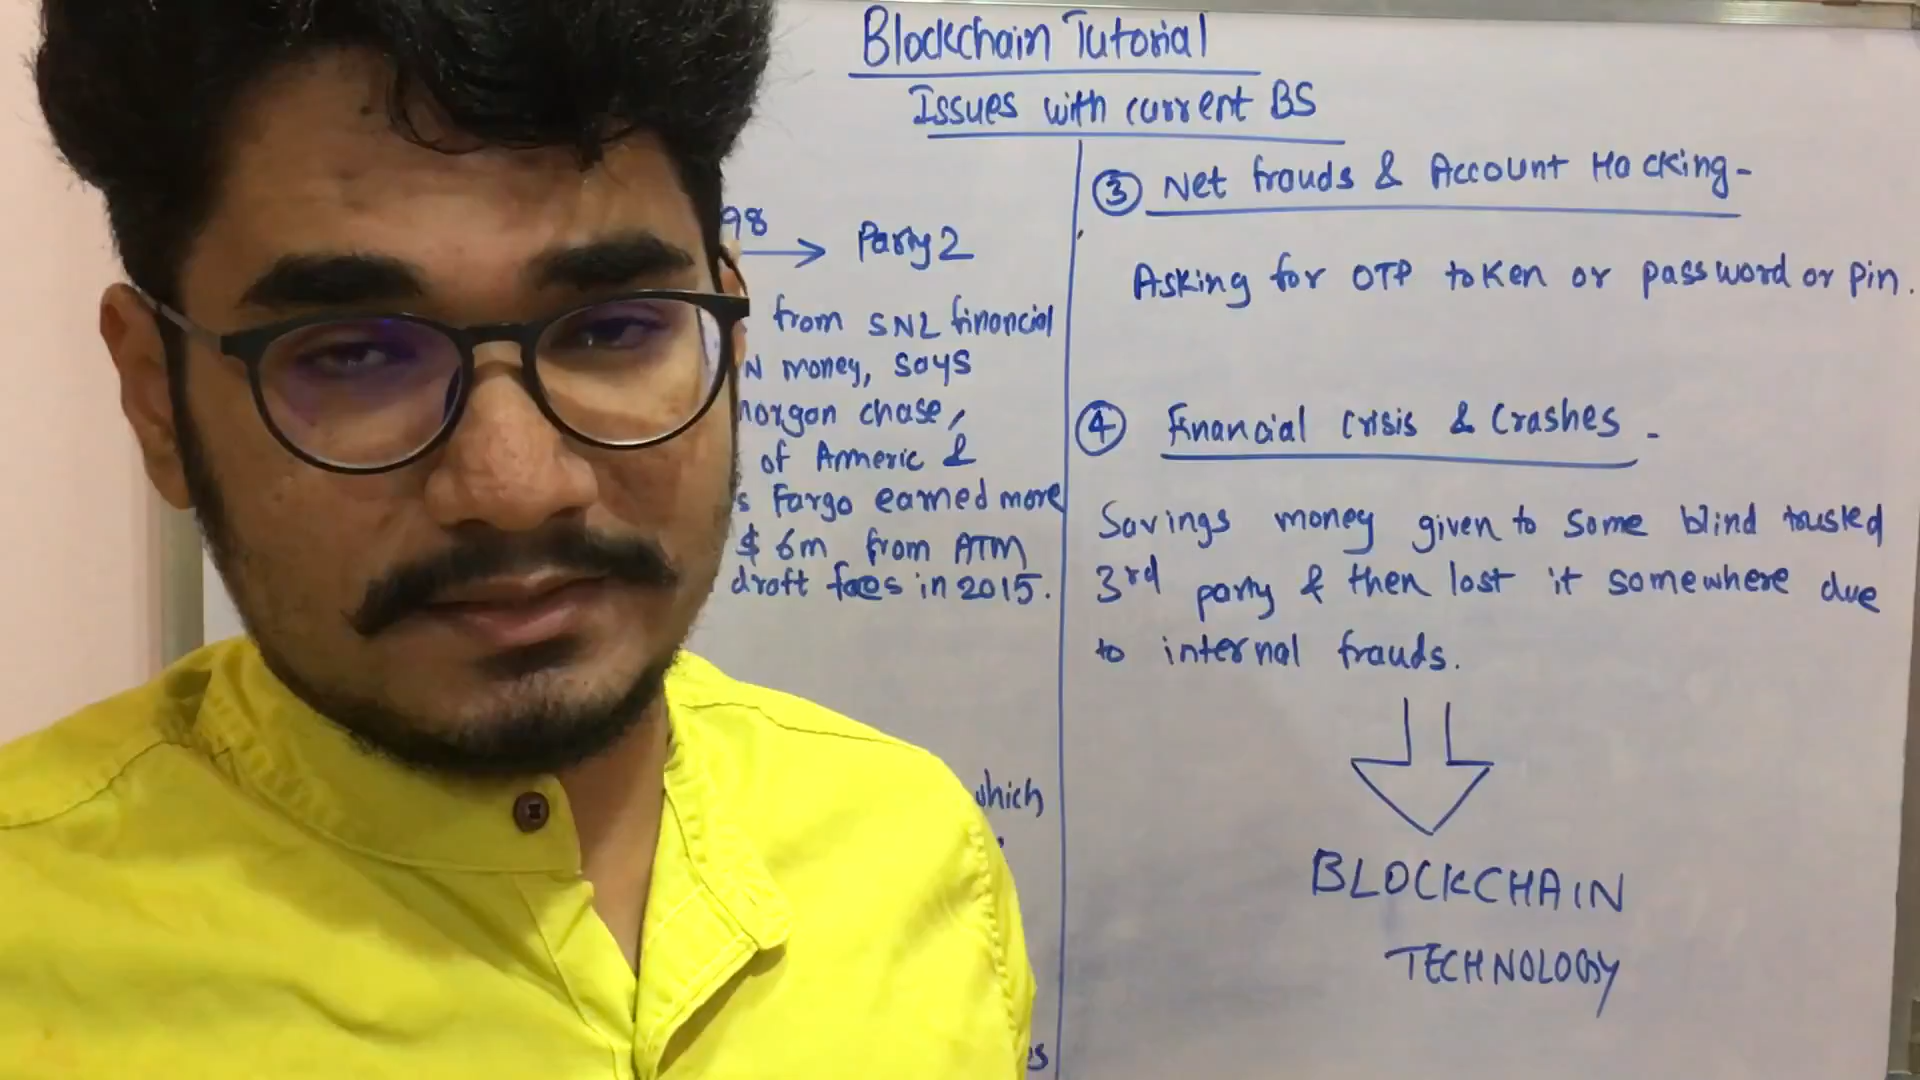 Blockchain Tutorial
Issues with current BS
98
Party 2
from SNL financial
N money, says
morgan chase,
of Americ &
s Fargo earned more
$ 6m from ATM
draft fees in 2015.
which
③ Net frauds & Account Hacking-
Asking for OTP token or password or pin.
④ Financial crisis & Crashes -
Savings money given to some blind trusted
3rd party & then lost it somewhere due
to internal frauds.
BLOCKCHAIN
TECHNOLOGY